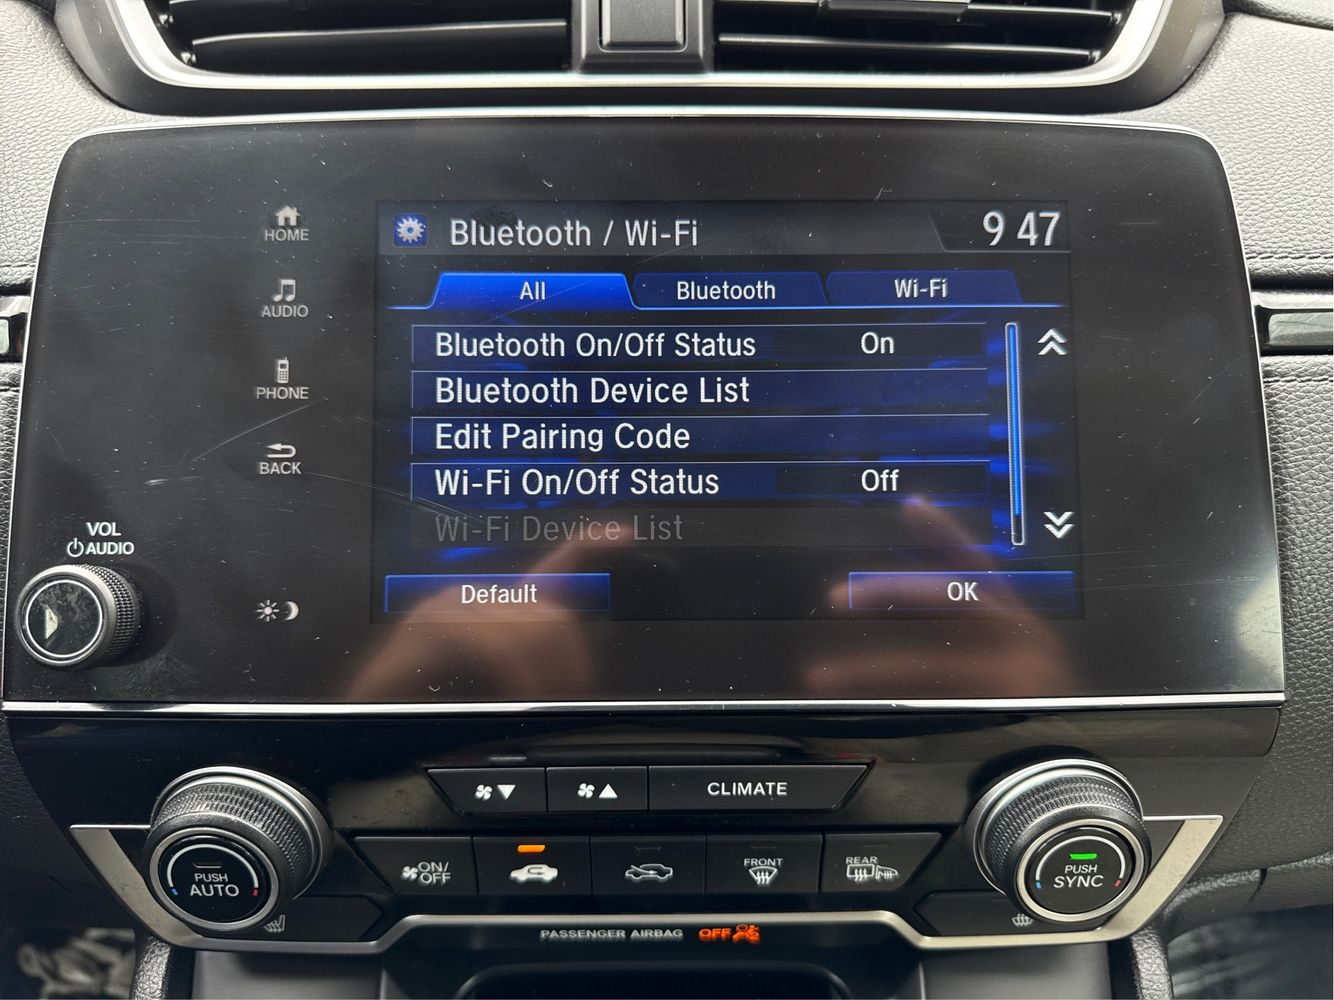 HOME
AUDIO
PHONE
BACK
VOL
AUDIO
Bluetooth / Wi-Fi
9 47
All
Bluetooth
Wi-Fi
Bluetooth On/Off Status
On
Bluetooth Device List
Edit Pairing Code
Wi-Fi On/Off Status
Off
Wi-Fi Device List
Default
OK
CLIMATE
PUSH
AUTO
ON/
OFF
FRONT
REAR
PUSH
SYNC
PASSENGER AIRBAG OFF